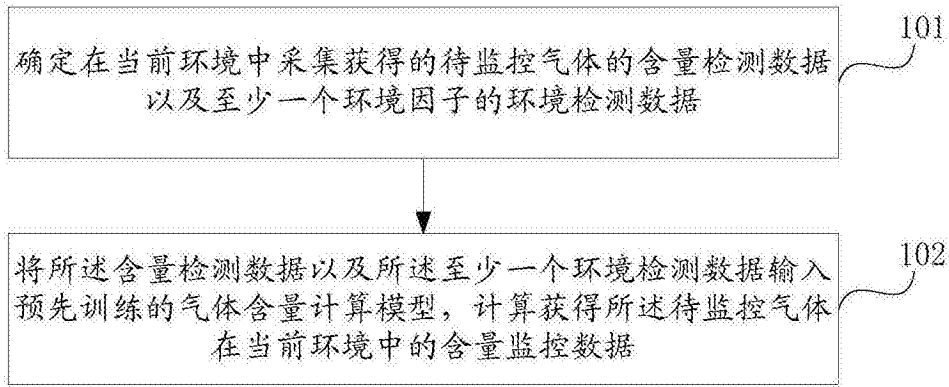 确定在当前环境中采集获得的待监控气体的含量检测数据
以及至少一个环境因子的环境检测数据
101
将所述含量检测数据以及所述至少一个环境检测数据输入
预先训练的气体含量计算模型，计算获得所述待监控气体
在当前环境中的含量监控数据
102